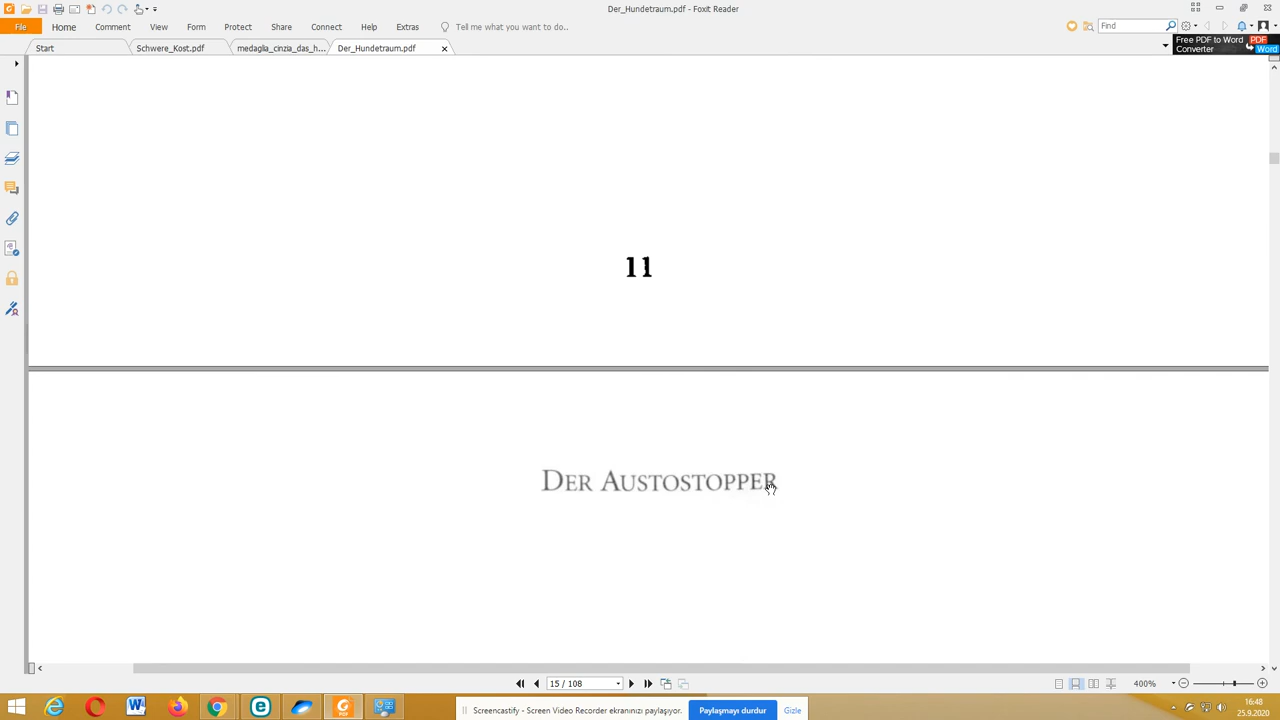 Der_Hundetraum.pdf - Foxit Reader
File Home Comment View Form Protect Share Connect Help Extras Tell me what you want to do.. Find
Start Schwere_Kost.pdf medaglia_cinzia_das_h... Der_Hundetraum.pdf
Free PDF to Word
Converter
PDF
Word
11
DER AUSTOSTOPPER
15 / 108
400%
Screencastify - Screen Video Recorder ekranınızı paylaşıyor. Paylaşmayı durdur Gizle
16:48
25.9.2020